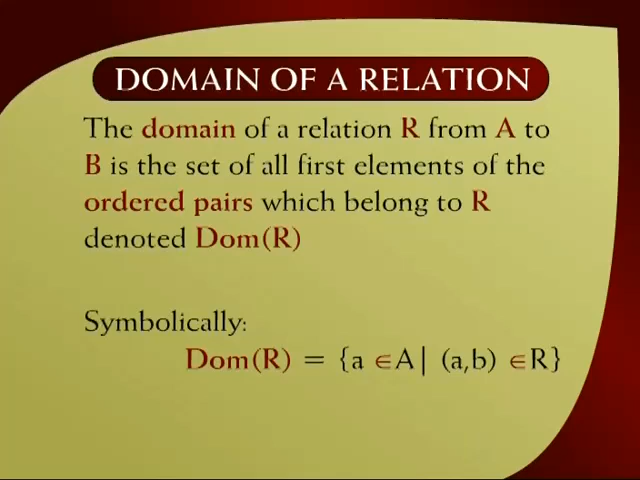 DOMAIN OF A RELATION
The domain of a relation R from A to
B is the set of all first elements of the
ordered pairs which belong to R
denoted Dom(R)
Symbolically:
Dom(R) = {a ∈A| (a,b) ∈R}